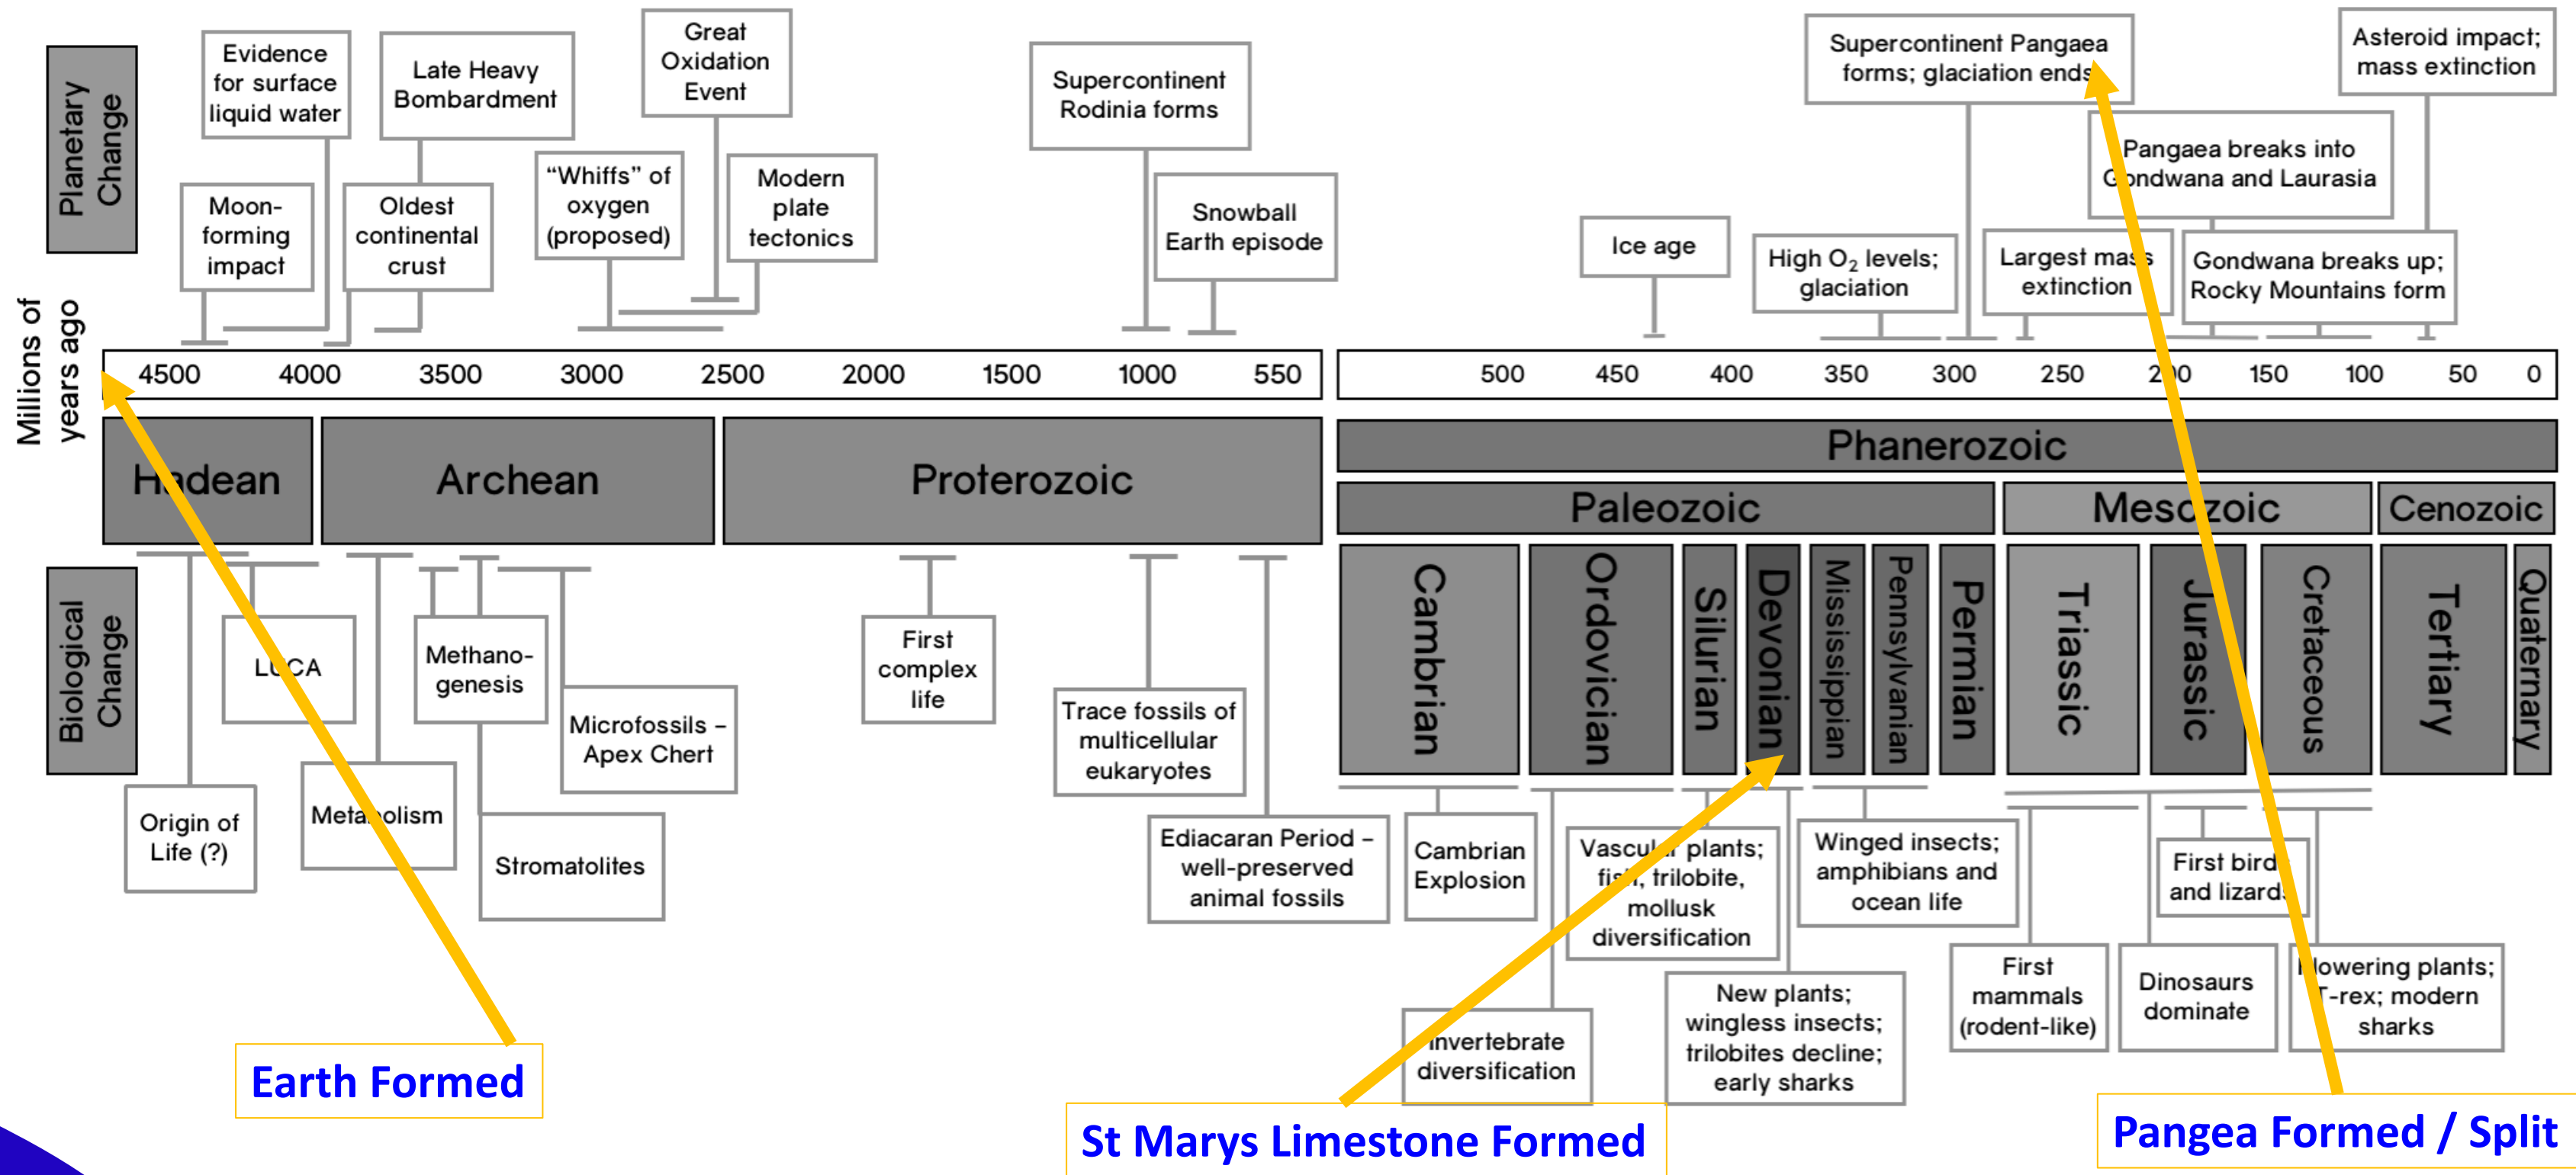 Planetary
Change
Evidence
for surface
liquid water
Late Heavy
Bombardment
Great
Oxidation
Event
Supercontinent
Rodinia forms
Supercontinent Pangaea
forms; glaciation ends
Asteroid impact;
mass extinction
Moon-
forming
impact
Oldest
continental
crust
“Whiffs” of
oxygen
(proposed)
Modern
plate
tectonics
Snowball
Earth episode
Ice age
High O₂ levels;
glaciation
Pangaea breaks into
Gondwana and Laurasia
Largest mass
extinction
Gondwana breaks up;
Rocky Mountains form
Millions of
years ago
4500 4000 3500 3000 2500 2000 1500 1000 550 500 450 400 350 300 250 200 150 100 50 0
Hadean
Archean
Proterozoic
Phanerozoic
Paleozoic
Mesozoic
Cenozoic
Cambrian
Ordovician
Silurian
Devonian
Mississippian
Pennsylvanian
Permian
Triassic
Jurassic
Cretaceous
Tertiary
Quaternary
Biological
Change
Origin of
Life (?)
LUCA
Metabolism
Methano-
genesis
Stromatolites
Microfossils –
Apex Chert
First
complex
life
Trace fossils of
multicellular
eukaryotes
Ediacaran Period –
well-preserved
animal fossils
Cambrian
Explosion
Invertebrate
diversification
Vascular plants;
fish, trilobite,
mollusk
diversification
New plants;
wingless insects;
trilobites decline;
early sharks
Winged insects;
amphibians and
ocean life
First
mammals
(rodent-like)
Dinosaurs
dominate
First birds
and lizards
Flowering plants;
T-rex; modern
sharks
Earth Formed
St Marys Limestone Formed
Pangea Formed / Split